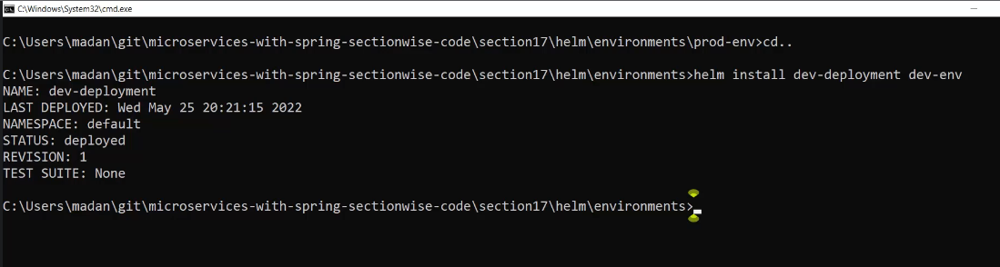 C:\Windows\System32\cmd.exe
C:\Users\madan\git\microservices-with-spring-sectionwise-code\section17\helm\environments\prod-env>cd..
C:\Users\madan\git\microservices-with-spring-sectionwise-code\section17\helm\environments>helm install dev-deployment dev-env
NAME: dev-deployment
LAST DEPLOYED: Wed May 25 20:21:15 2022
NAMESPACE: default
STATUS: deployed
REVISION: 1
TEST SUITE: None
C:\Users\madan\git\microservices-with-spring-sectionwise-code\section17\helm\environments>